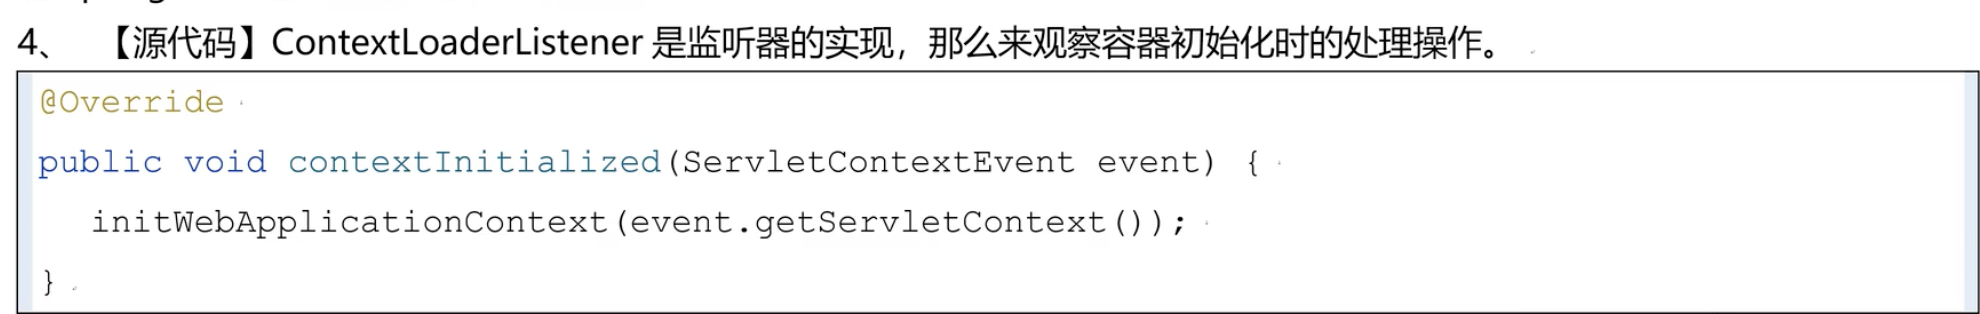 4、 【源代码】ContextLoaderListener 是监听器的实现，那么来观察容器初始化时的处理操作。
@Override
public void contextInitialized(ServletContextEvent event) {
initWebApplicationContext(event.getServletContext());
}